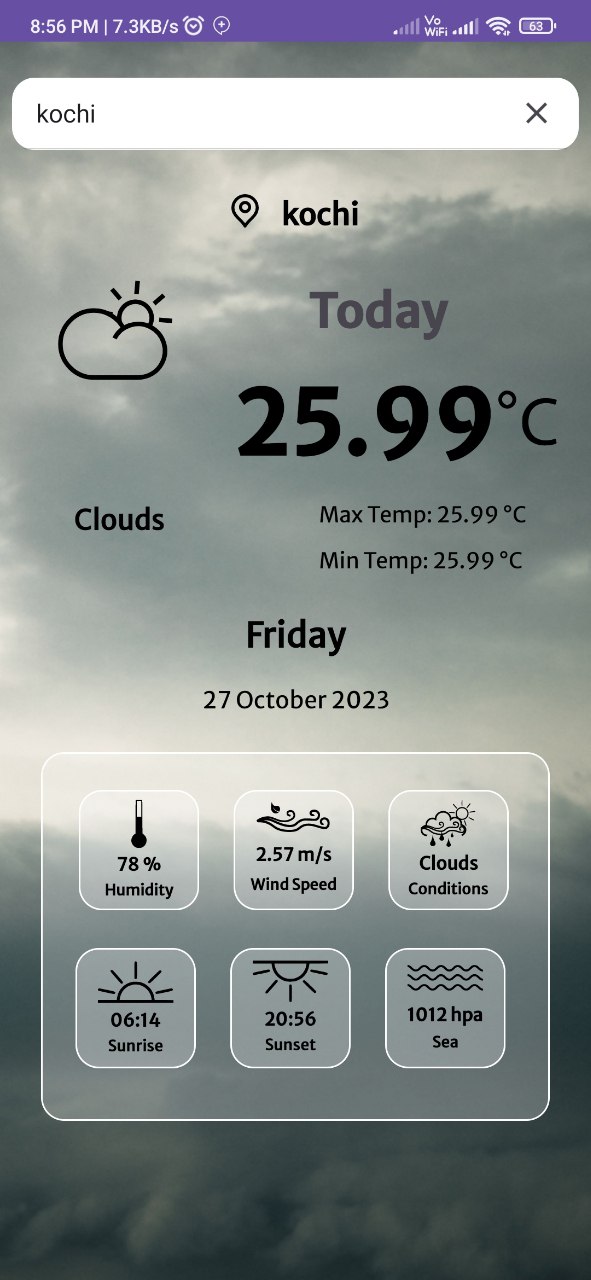 8:56 PM | 7.3KB/s Vo WiFi 63
kochi
kochi
Today
25.99°C
Clouds
Max Temp: 25.99 °C
Min Temp: 25.99 °C
Friday
27 October 2023
78 %
Humidity
2.57 m/s
Wind Speed
Clouds
Conditions
06:14
Sunrise
20:56
Sunset
1012 hpa
Sea